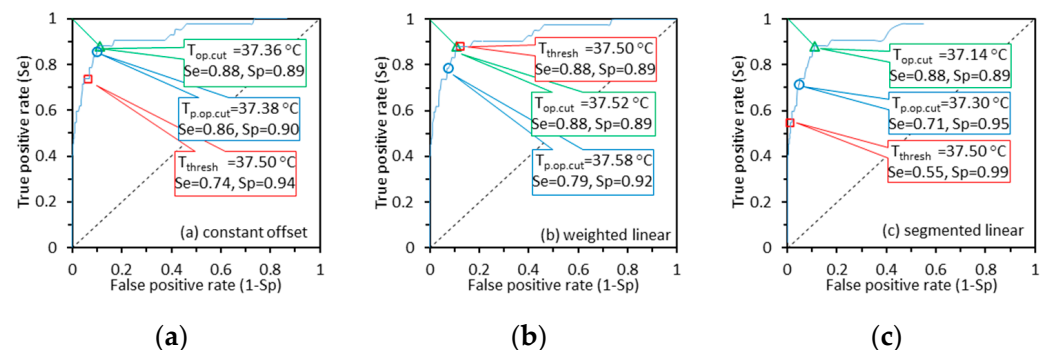 True positive rate (Se)
1
0.8
0.6
0.4
0.2
0
T op.cut =37.36 °C
Se=0.88, Sp=0.89
T p.op.cut =37.38 °C
Se=0.86, Sp=0.90
T thresh =37.50 °C
Se=0.74, Sp=0.94
(a) constant offset
0 0.2 0.4 0.6 0.8 1
False positive rate (1-Sp)
(a)
True positive rate (Se)
1
0.8
0.6
0.4
0.2
0
T thresh =37.50 °C
Se=0.88, Sp=0.89
T op.cut =37.52 °C
Se=0.88, Sp=0.89
T p.op.cut =37.58 °C
Se=0.79, Sp=0.92
(b) weighted linear
0 0.2 0.4 0.6 0.8 1
False positive rate (1-Sp)
(b)
True positive rate (Se)
1
0.8
0.6
0.4
0.2
0
T op.cut =37.14 °C
Se=0.88, Sp=0.89
T p.op.cut =37.30 °C
Se=0.71, Sp=0.95
T thresh =37.50 °C
Se=0.55, Sp=0.99
(c) segmented linear
0 0.2 0.4 0.6 0.8 1
False positive rate (1-Sp)
(c)